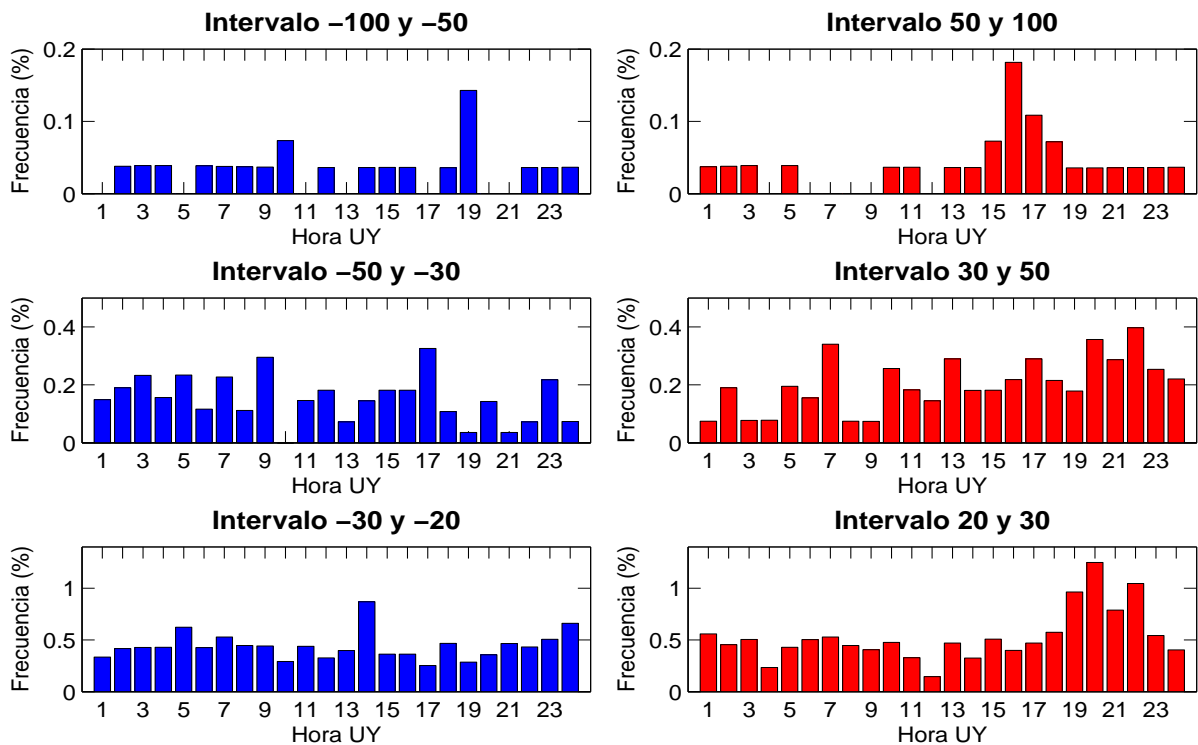 Intervalo −100 y −50
Frecuencia (%)
0.2
0.1
0
1 3 5 7 9 11 13 15 17 19 21 23
Hora UY
Intervalo 50 y 100
Frecuencia (%)
0.2
0.1
0
1 3 5 7 9 11 13 15 17 19 21 23
Hora UY
Intervalo −50 y −30
Frecuencia (%)
0.4
0.2
0
1 3 5 7 9 11 13 15 17 19 21 23
Hora UY
Intervalo 30 y 50
Frecuencia (%)
0.4
0.2
0
1 3 5 7 9 11 13 15 17 19 21 23
Hora UY
Intervalo −30 y −20
Frecuencia (%)
1
0.5
0
1 3 5 7 9 11 13 15 17 19 21 23
Hora UY
Intervalo 20 y 30
Frecuencia (%)
1
0.5
0
1 3 5 7 9 11 13 15 17 19 21 23
Hora UY